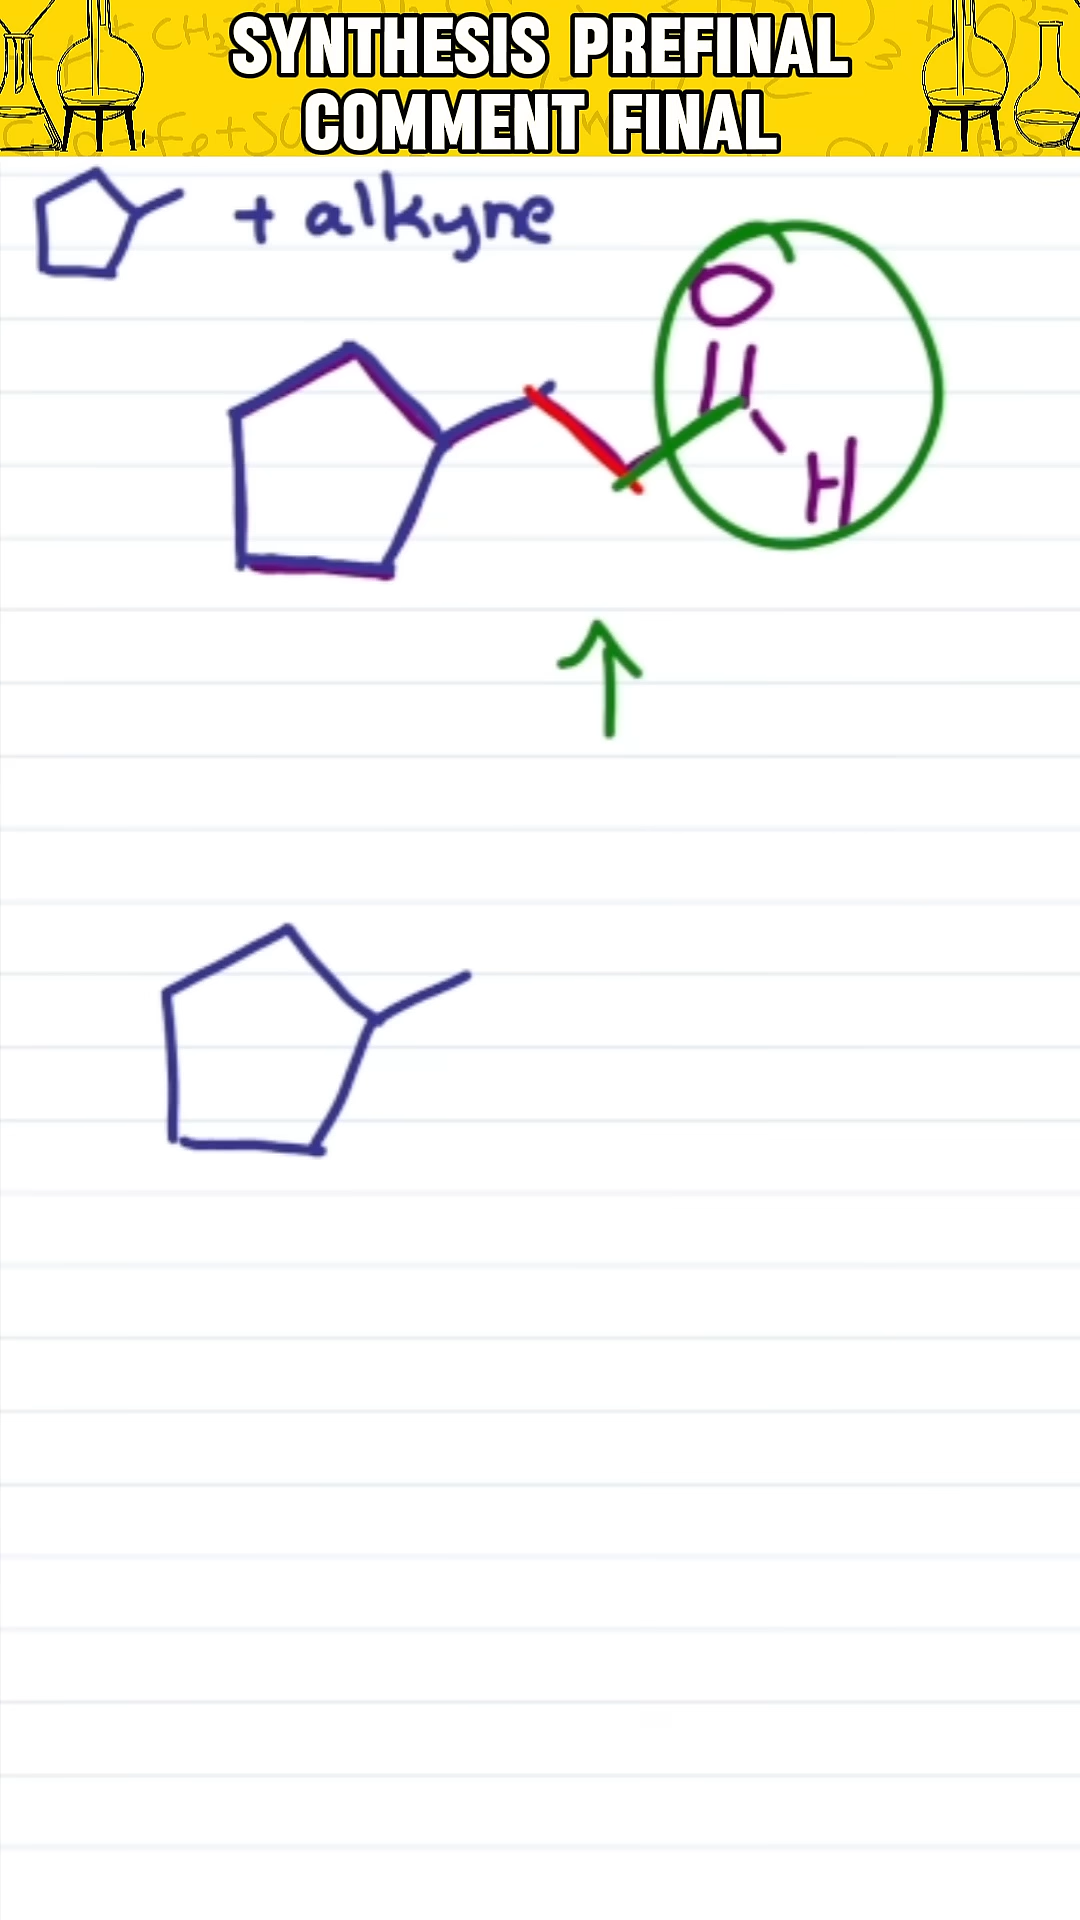 SYNTHESIS PREFINAL
COMMENT FINAL
+ alkyne
O
H